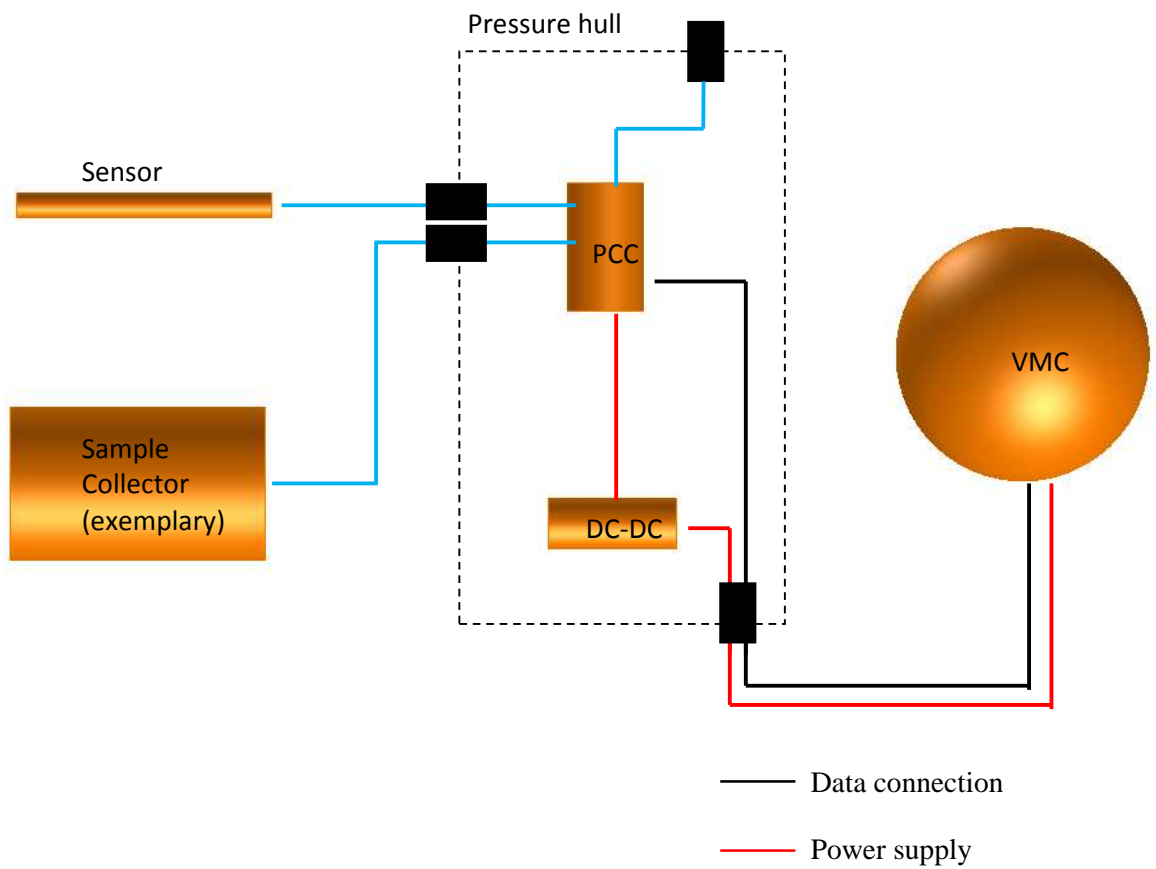 Pressure hull
Sensor
PCC
VMC
Sample
Collector
(exemplary)
DC-DC
Data connection
Power supply